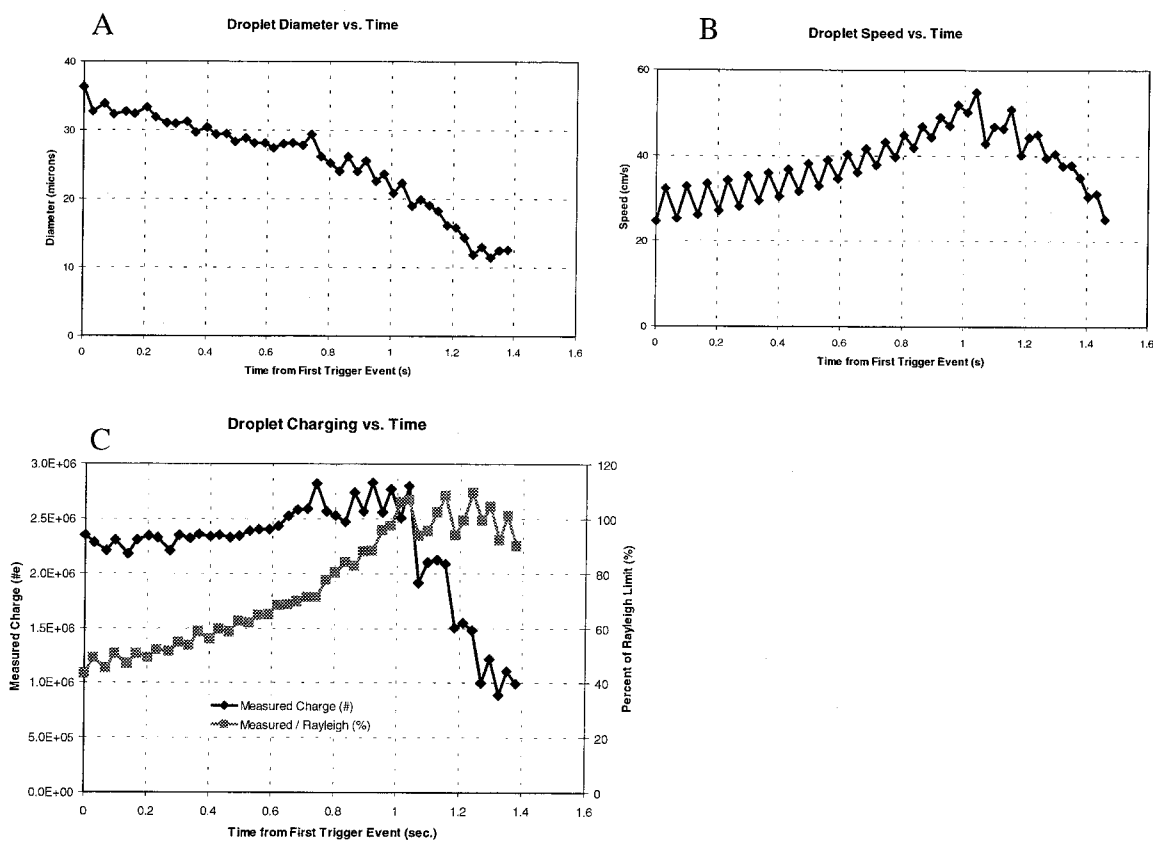 A
Droplet Diameter vs. Time
Diameter (microns)
40
30
20
10
0
0 0.2 0.4 0.6 0.8 1 1.2 1.4 1.6
Time from First Trigger Event (s)
B
Droplet Speed vs. Time
Speed (cm/s)
60
40
20
0
0 0.2 0.4 0.6 0.8 1 1.2 1.4 1.6
Time from First Trigger Event (s)
C
Droplet Charging vs. Time
Measured Charge (#e)
3.0E+06
2.5E+06
2.0E+06
1.5E+06
1.0E+06
5.0E+05
0.0E+00
Measured Charge (#)
Measured / Rayleigh (%)
120
100
80
60
40
20
0
Percent of Rayleigh Limit (%)
0 0.2 0.4 0.6 0.8 1 1.2 1.4 1.6
Time from First Trigger Event (sec.)